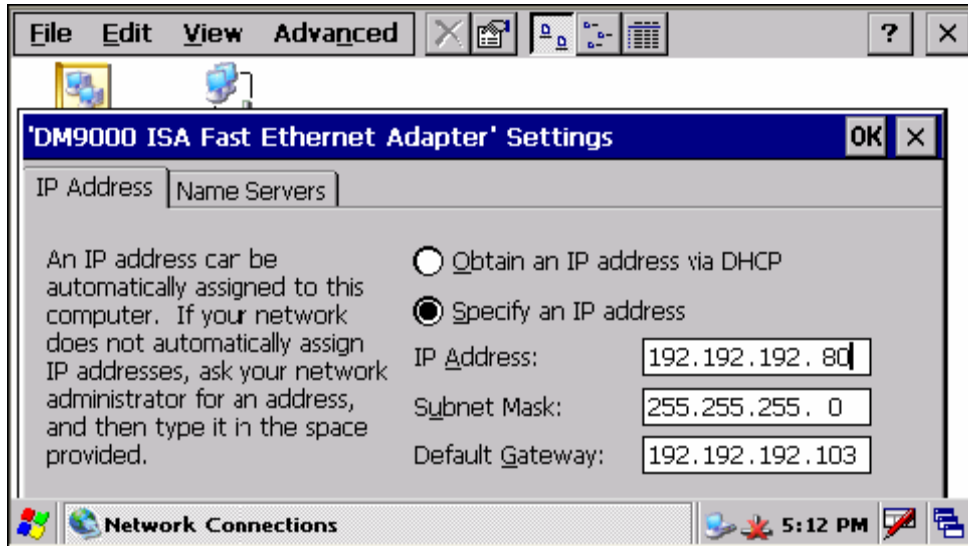 File Edit View Advanced ? ×
'DM9000 ISA Fast Ethernet Adapter' Settings OK ×
IP Address Name Servers
An IP address can be
automatically assigned to this
computer. If your network
does not automatically assign
IP addresses, ask your network
administrator for an address,
and then type it in the space
provided.
Obtain an IP address via DHCP
Specify an IP address
IP Address: 192.192.192. 80
Subnet Mask: 255.255.255. 0
Default Gateway: 192.192.192.103
Network Connections 5:12 PM